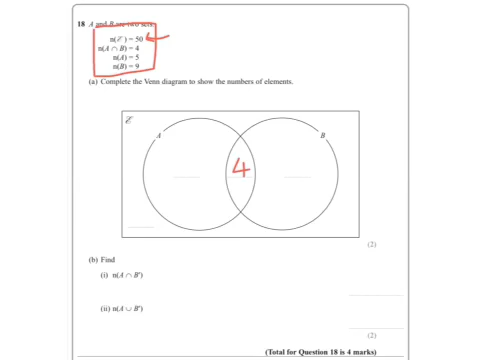 18 A and B are two sets.
n(ℰ) = 50
n(A ∩ B) = 4
n(A) = 5
n(B) = 9
(a) Complete the Venn diagram to show the numbers of elements.
ℰ
A
B
4
(2)
(b) Find
(i) n(A ∩ B′)
(ii) n(A ∪ B′)
(2)
(Total for Question 18 is 4 marks)